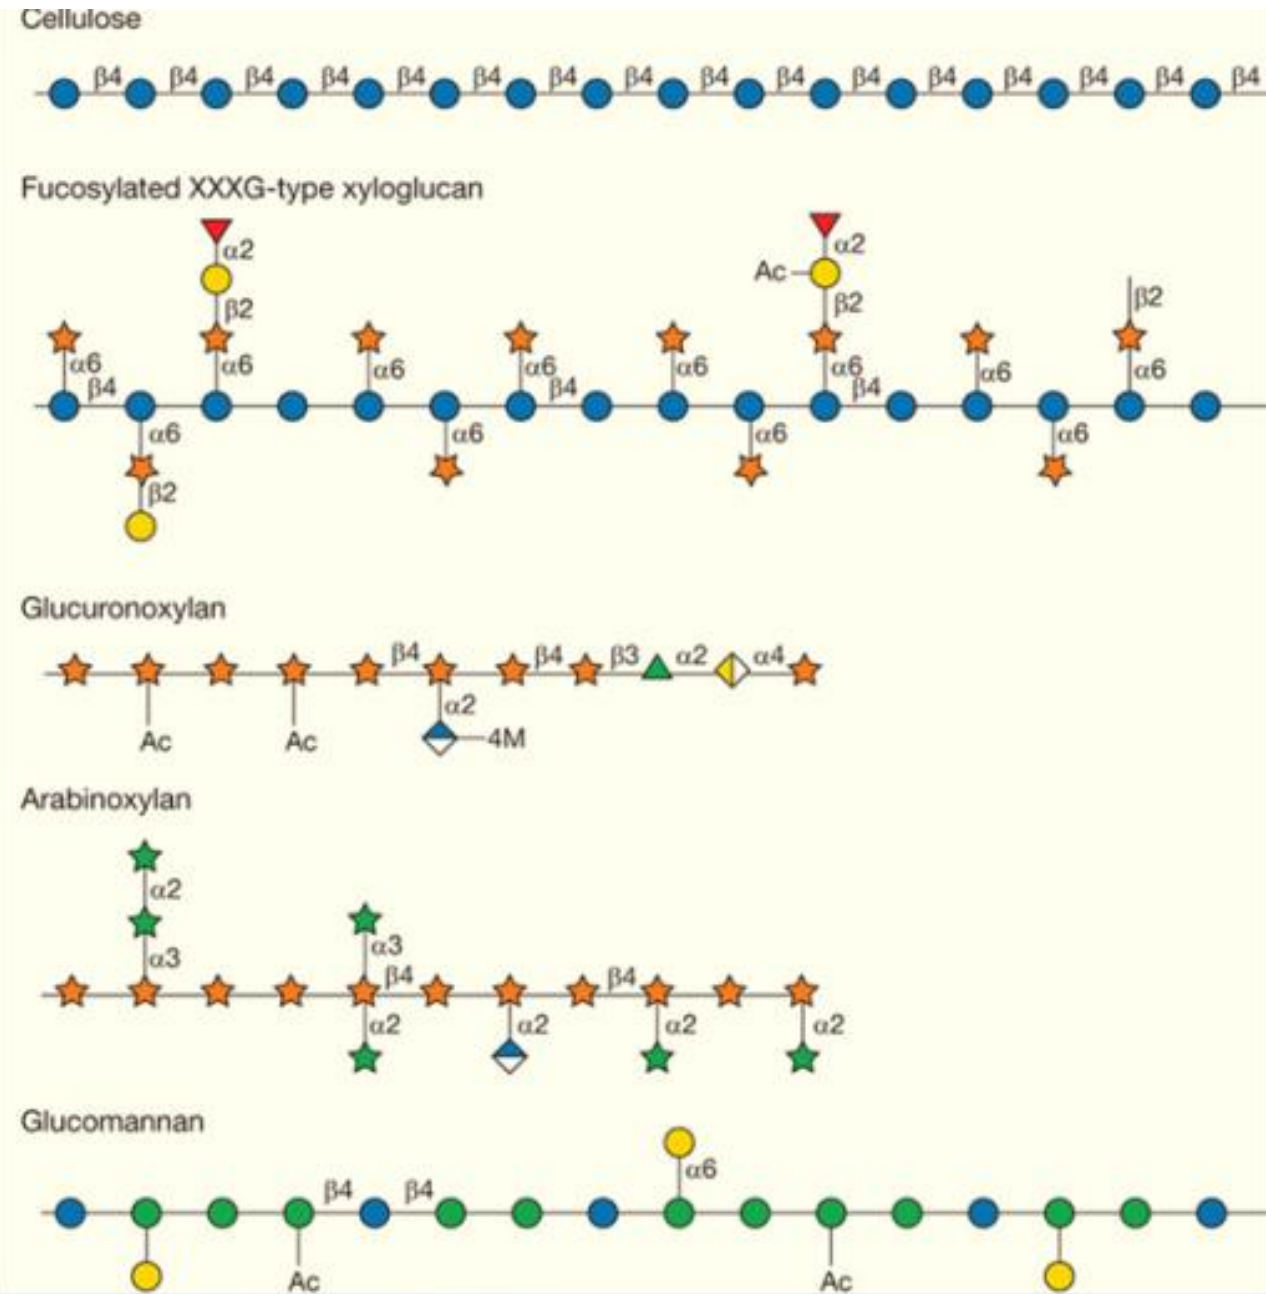 Cellulose
β4 β4 β4 β4 β4 β4 β4 β4 β4 β4 β4 β4 β4 β4 β4 β4
Fucosylated XXXG-type xyloglucan
α2 α2
Ac
β2 β2 β2
α6 α6 α6 α6 α6 α6 α6 α6
β4 β4 β4
α6 α6 α6 α6
β2
Glucuronoxylan
β4 β4 β3 α2 α4
α2
Ac Ac 4M
Arabinoxylan
α2
α3 α3
β4 β4
α2 α2 α2 α2
Glucomannan
α6
β4 β4
Ac Ac